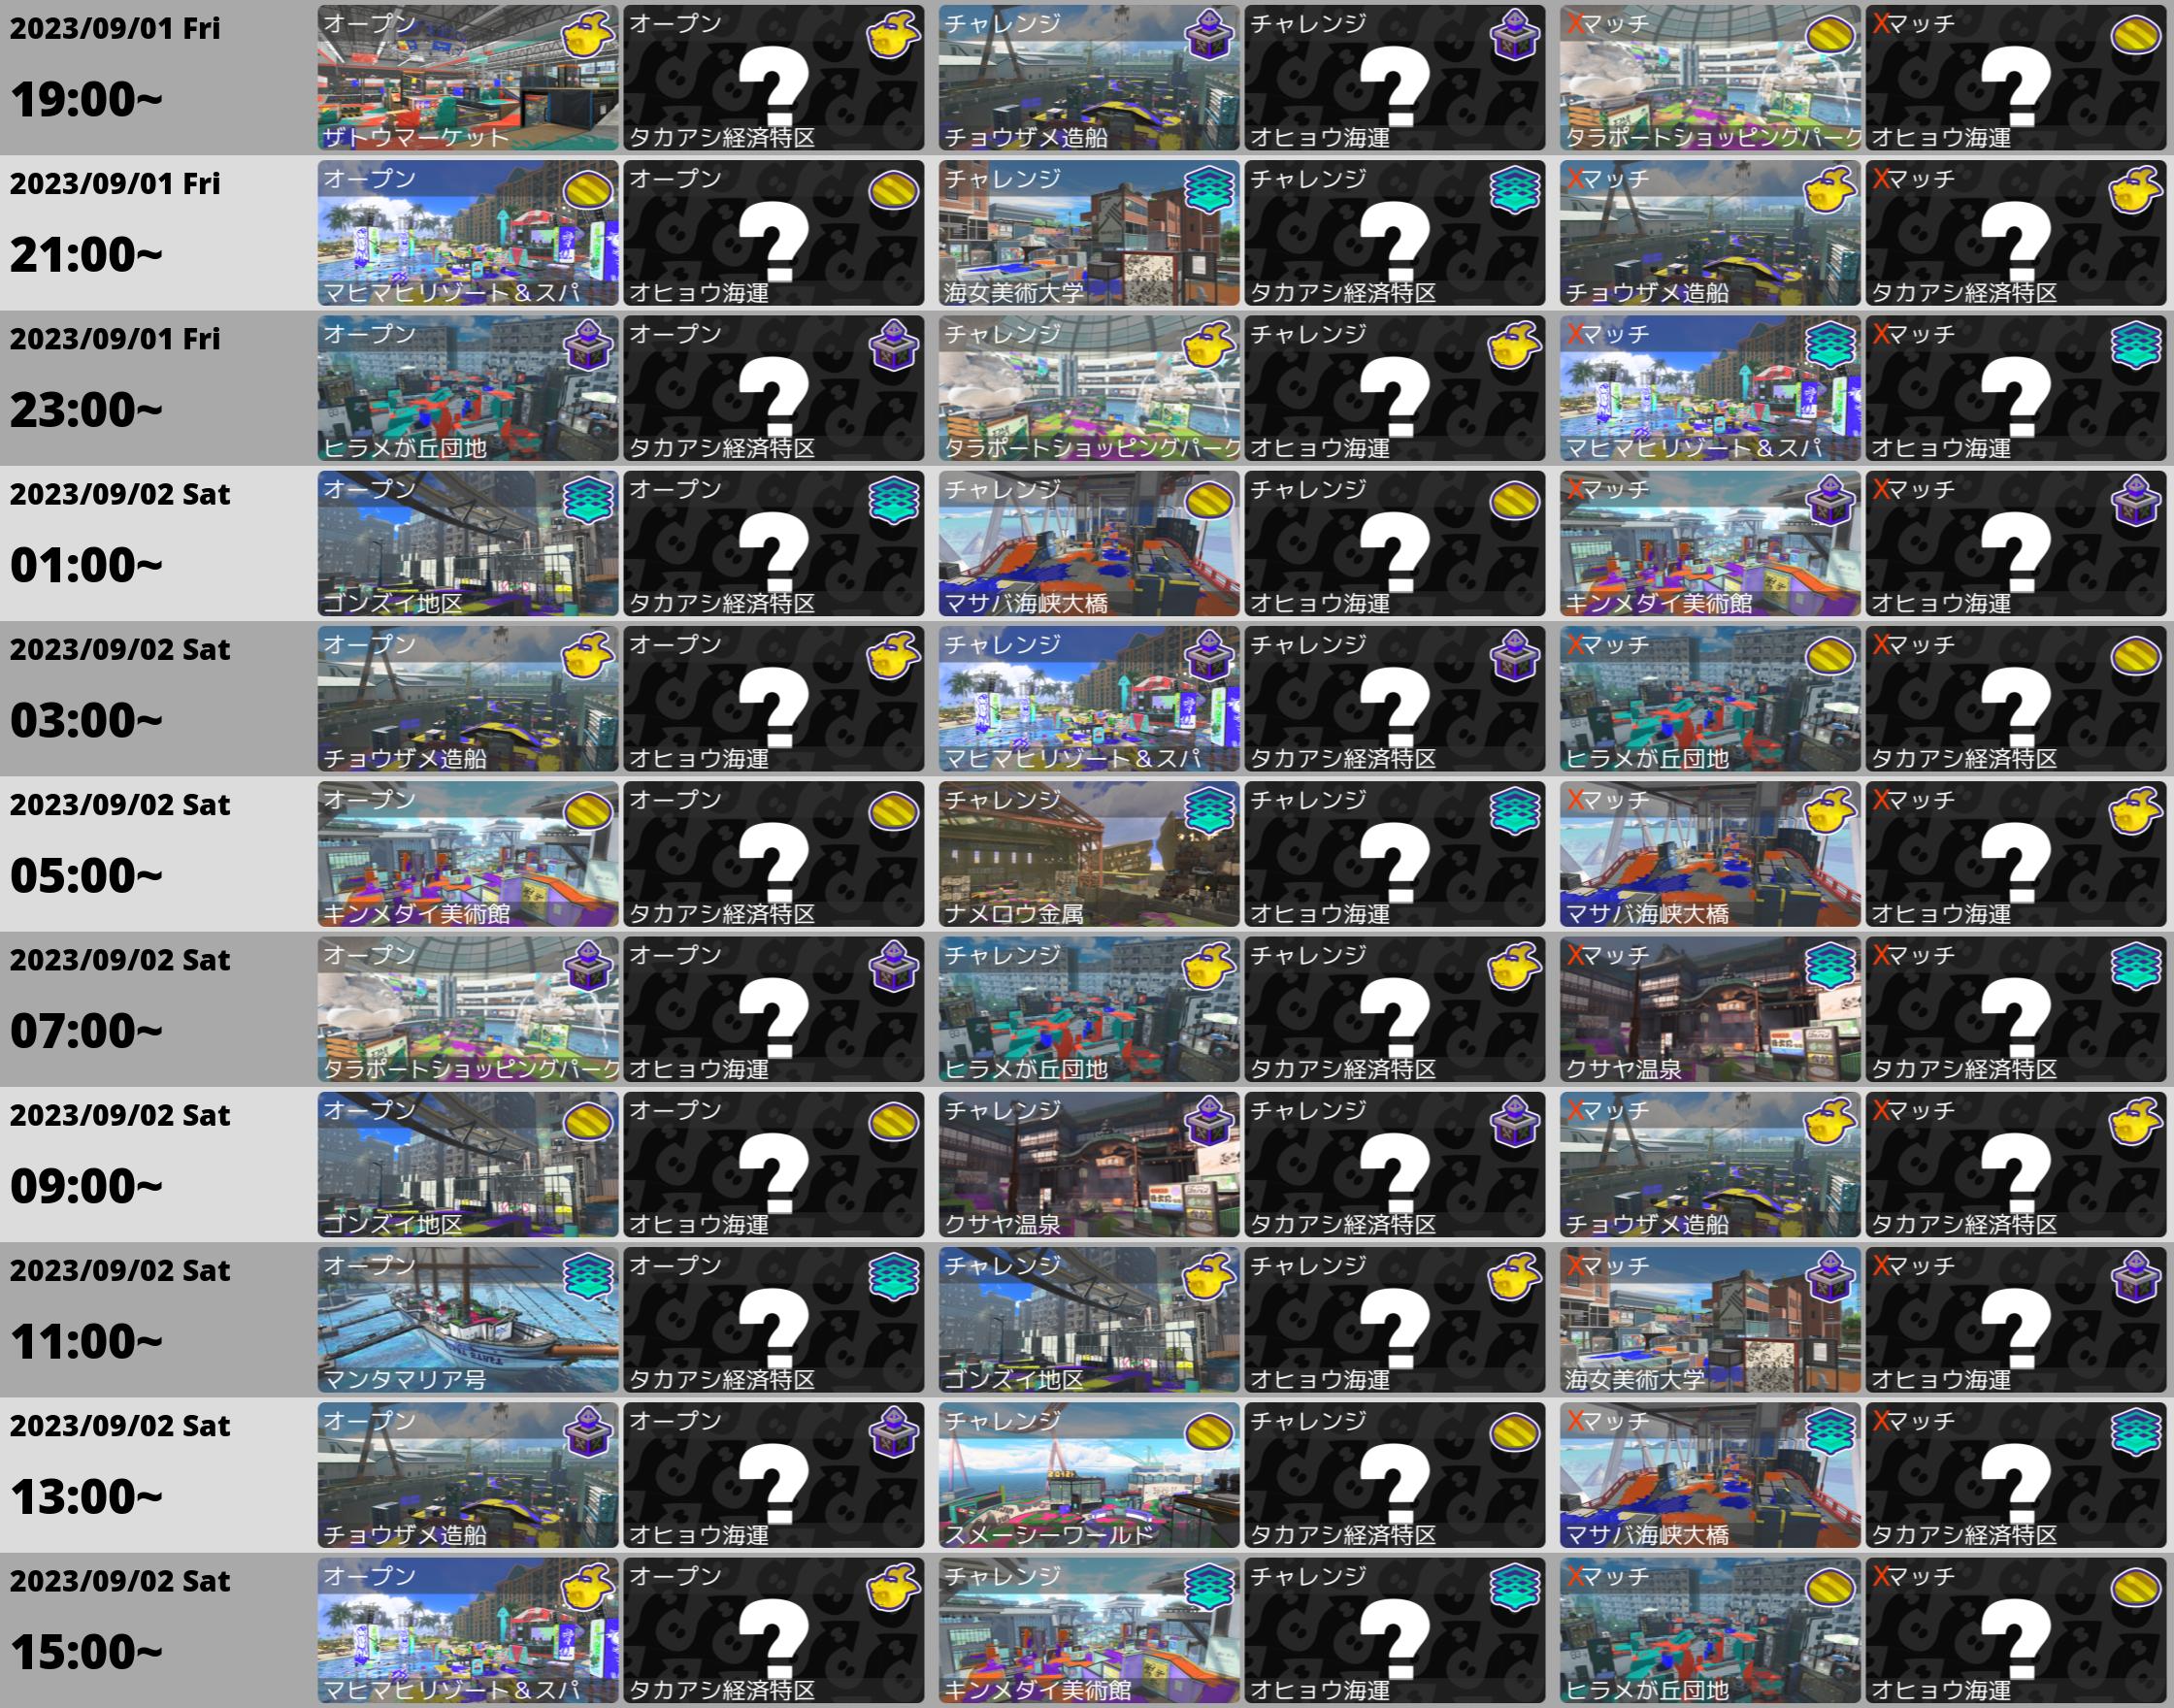 2023/09/01 Fri
19:00~
オープン
ザトウマーケット
オープン
?
タカアシ経済特区
チャレンジ
チョウザメ造船
チャレンジ
?
オヒョウ海運
Xマッチ
タラポートショッピングパーク
Xマッチ
?
オヒョウ海運
2023/09/01 Fri
21:00~
オープン
マヒマヒリゾート＆スパ
オープン
?
オヒョウ海運
チャレンジ
海女美術大学
チャレンジ
?
タカアシ経済特区
Xマッチ
チョウザメ造船
Xマッチ
?
タカアシ経済特区
2023/09/01 Fri
23:00~
オープン
ヒラメが丘団地
オープン
?
タカアシ経済特区
チャレンジ
タラポートショッピングパーク
チャレンジ
?
オヒョウ海運
Xマッチ
マヒマヒリゾート＆スパ
Xマッチ
?
オヒョウ海運
2023/09/02 Sat
01:00~
オープン
ゴンズイ地区
オープン
?
タカアシ経済特区
チャレンジ
マサバ海峡大橋
チャレンジ
?
オヒョウ海運
Xマッチ
キンメダイ美術館
Xマッチ
?
オヒョウ海運
2023/09/02 Sat
03:00~
オープン
チョウザメ造船
オープン
?
オヒョウ海運
チャレンジ
マヒマヒリゾート＆スパ
チャレンジ
?
タカアシ経済特区
Xマッチ
ヒラメが丘団地
Xマッチ
?
タカアシ経済特区
2023/09/02 Sat
05:00~
オープン
キンメダイ美術館
オープン
?
タカアシ経済特区
チャレンジ
ナメロウ金属
チャレンジ
?
オヒョウ海運
Xマッチ
マサバ海峡大橋
Xマッチ
?
オヒョウ海運
2023/09/02 Sat
07:00~
オープン
タラポートショッピングパーク
オープン
?
オヒョウ海運
チャレンジ
ヒラメが丘団地
チャレンジ
?
タカアシ経済特区
Xマッチ
クサヤ温泉
Xマッチ
?
タカアシ経済特区
2023/09/02 Sat
09:00~
オープン
ゴンズイ地区
オープン
?
オヒョウ海運
チャレンジ
クサヤ温泉
チャレンジ
?
タカアシ経済特区
Xマッチ
チョウザメ造船
Xマッチ
?
タカアシ経済特区
2023/09/02 Sat
11:00~
オープン
マンタマリア号
オープン
?
タカアシ経済特区
チャレンジ
ゴンズイ地区
チャレンジ
?
オヒョウ海運
Xマッチ
海女美術大学
Xマッチ
?
オヒョウ海運
2023/09/02 Sat
13:00~
オープン
チョウザメ造船
オープン
?
オヒョウ海運
チャレンジ
スメーシーワールド
チャレンジ
?
タカアシ経済特区
Xマッチ
マサバ海峡大橋
Xマッチ
?
タカアシ経済特区
2023/09/02 Sat
15:00~
オープン
マヒマヒリゾート＆スパ
オープン
?
タカアシ経済特区
チャレンジ
キンメダイ美術館
チャレンジ
?
オヒョウ海運
Xマッチ
ヒラメが丘団地
Xマッチ
?
オヒョウ海運